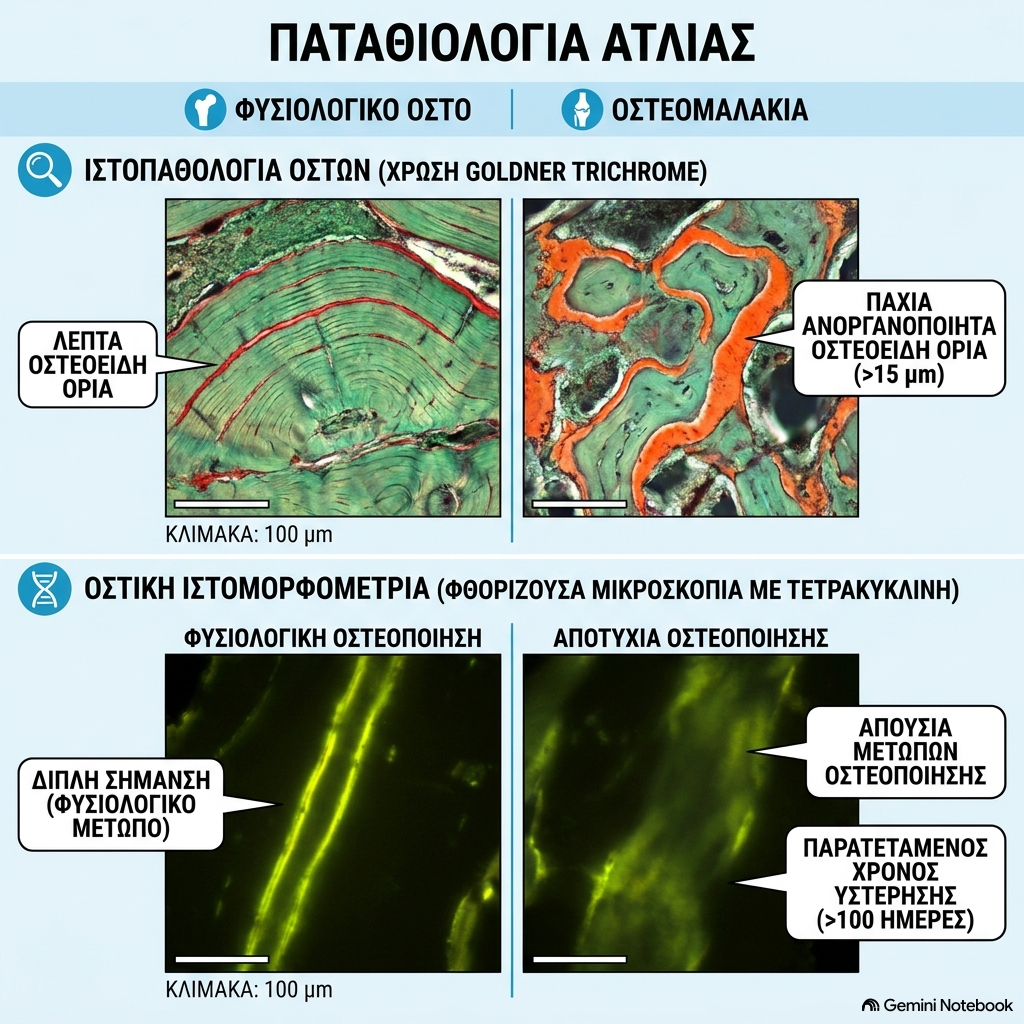 ΠΑΤΑΘΙΟΛΟΓΙΑ ΑΤΛΙΑΣ
ΦΥΣΙΟΛΟΓΙΚΟ ΟΣΤΟ
ΟΣΤΕΟΜΑΛΑΚΙΑ
ΙΣΤΟΠΑΘΟΛΟΓΙΑ ΟΣΤΩΝ (ΧΡΩΣΗ GOLDNER TRICHROME)
ΛΕΠΤΑ
ΟΣΤΕΟΕΙΔΗ
ΟΡΙΑ
ΠΑΧΙΑ
ΑΝΟΡΓΑΝΟΠΟΙΗΤΑ
ΟΣΤΕΟΕΙΔΗ ΟΡΙΑ
(>15 μm)
ΚΛΙΜΑΚΑ: 100 μm
ΟΣΤΙΚΗ ΙΣΤΟΜΟΡΦΟΜΕΤΡΙΑ (ΦΘΟΡΙΖΟΥΣΑ ΜΙΚΡΟΣΚΟΠΙΑ ΜΕ ΤΕΤΡΑΚΥΚΛΙΝΗ)
ΦΥΣΙΟΛΟΓΙΚΗ ΟΣΤΕΟΠΟΙΗΣΗ
ΑΠΟΤΥΧΙΑ ΟΣΤΕΟΠΟΙΗΣΗΣ
ΔΙΠΛΗ ΣΗΜΑΝΣΗ
(ΦΥΣΙΟΛΟΓΙΚΟ
ΜΕΤΩΠΟ)
ΑΠΟΥΣΙΑ
ΜΕΤΩΠΩΝ
ΟΣΤΕΟΠΟΙΗΣΗΣ
ΠΑΡΑΤΕΤΑΜΕΝΟΣ
ΧΡΟΝΟΣ
ΥΣΤΕΡΗΣΗΣ
(>100 ΗΜΕΡΕΣ)
ΚΛΙΜΑΚΑ: 100 μm
Gemini Notebook